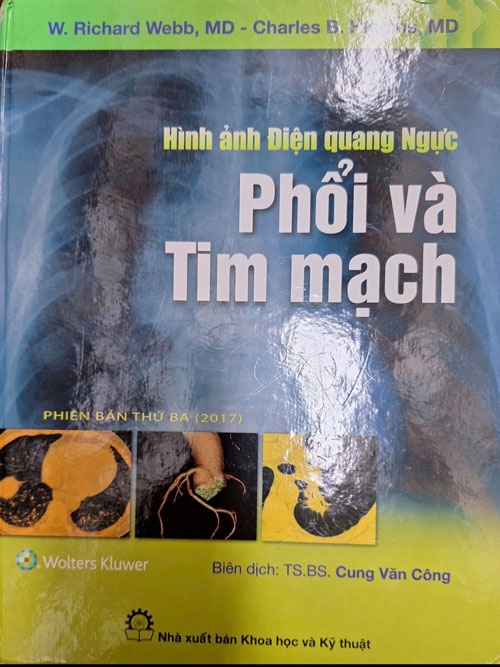 W. Richard Webb, MD - Charles B. Higgins, MD
Hình ảnh Điện quang Ngực
Phổi và
Tim mạch
PHIÊN BẢN THỨ BA (2017)
Wolters Kluwer
Biên dịch: TS.BS. Cung Văn Công
Nhà xuất bản Khoa học và Kỹ thuật